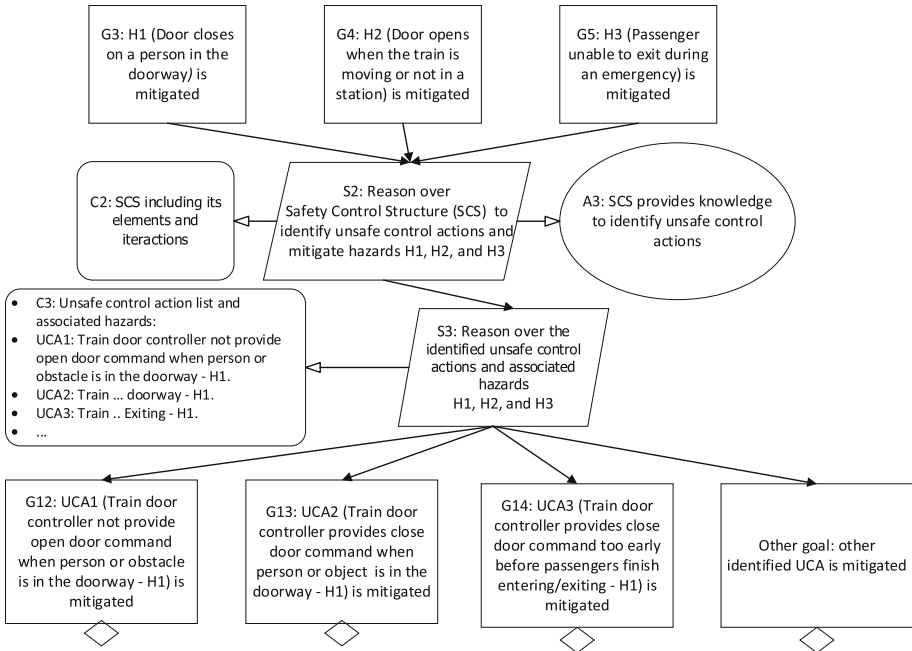 G3: H1 (Door closes
on a person in the
doorway) is
mitigated
G4: H2 (Door opens
when the train is
moving or not in a
station) is mitigated
G5: H3 (Passenger
unable to exit during
an emergency) is
mitigated
C2: SCS including its
elements and
iteractions
S2: Reason over
Safety Control Structure (SCS) to
identify unsafe control actions and
mitigate hazards H1, H2, and H3
A3: SCS provides knowledge
to identify unsafe control
actions
• C3: Unsafe control action list and
associated hazards:
• UCA1: Train door controller not provide
open door command when person or
obstacle is in the doorway - H1.
• UCA2: Train ... doorway - H1.
• UCA3: Train .. Exiting - H1.
• ...
S3: Reason over the
identified unsafe control
actions and associated
hazards
H1, H2, and H3
G12: UCA1 (Train door
controller not provide
open door command
when person or obstacle
is in the doorway - H1) is
mitigated
G13: UCA2 (Train door
controller provides close
door command when
person or object is in the
doorway - H1) is mitigated
G14: UCA3 (Train door
controller provides close
door command too early
before passengers finish
entering/exiting - H1) is
mitigated
Other goal: other
identified UCA is mitigated